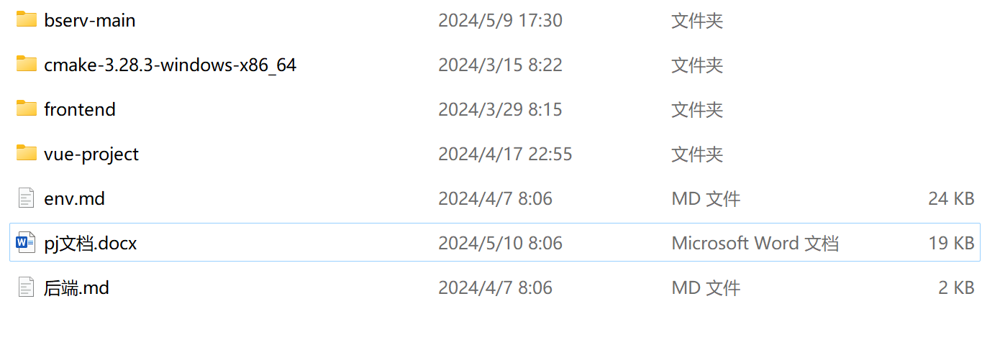 bserv-main 2024/5/9 17:30 文件夹
cmake-3.28.3-windows-x86_64 2024/3/15 8:22 文件夹
frontend 2024/3/29 8:15 文件夹
vue-project 2024/4/17 22:55 文件夹
env.md 2024/4/7 8:06 MD 文件 24 KB
pj文档.docx 2024/5/10 8:06 Microsoft Word 文档 19 KB
后端.md 2024/4/7 8:06 MD 文件 2 KB